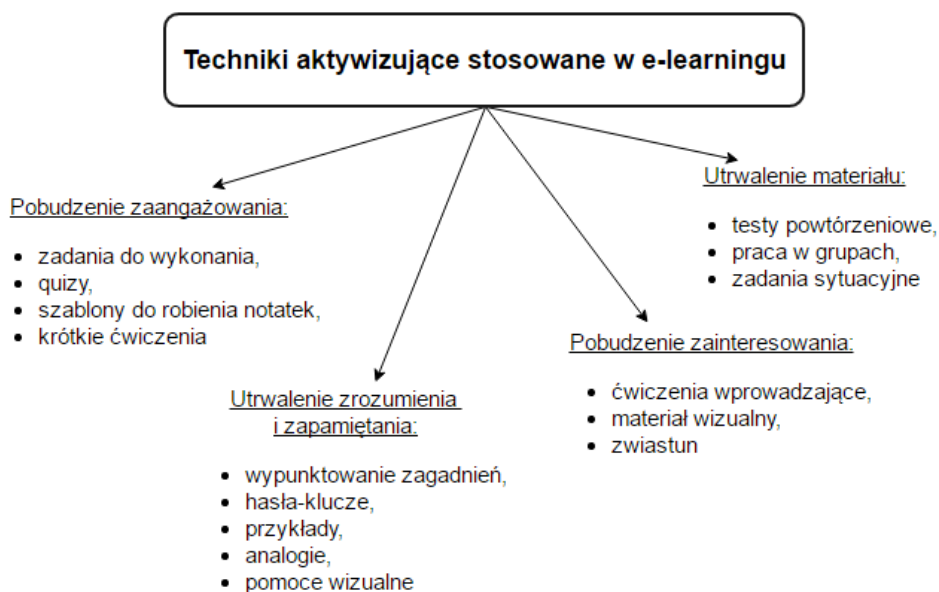 Techniki aktywizujące stosowane w e-learningu
Pobudzenie zaangażowania:
• zadania do wykonania,
• quizy,
• szablony do robienia notatek,
• krótkie ćwiczenia
Utrwalenie zrozumienia
i zapamiętania:
• wypunktowanie zagadnień,
• hasła-klucze,
• przykłady,
• analogie,
• pomoce wizualne
Pobudzenie zainteresowania:
• ćwiczenia wprowadzające,
• materiał wizualny,
• zwiastun
Utrwalenie materiału:
• testy powtórzeniowe,
• praca w grupach,
• zadania sytuacyjne